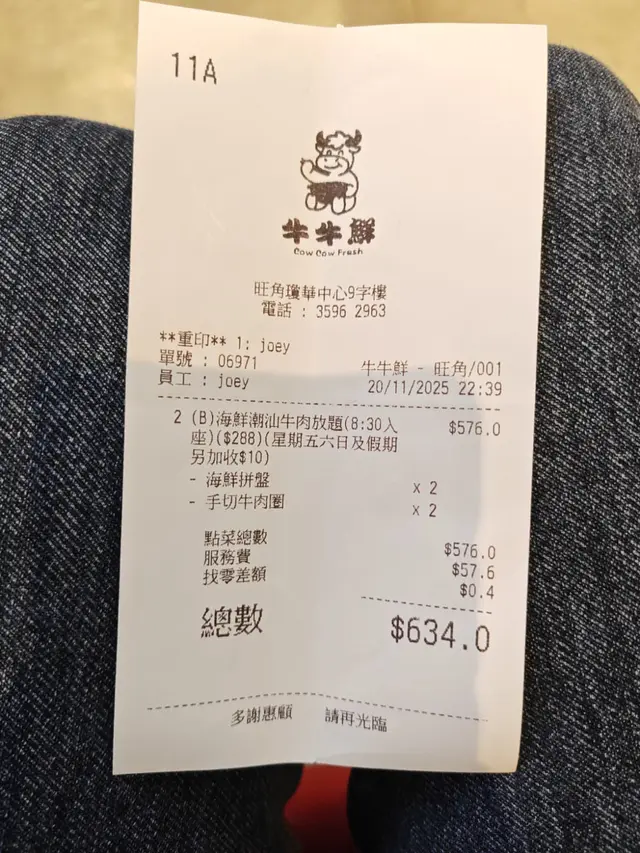 11A
牛牛鮮
Cow Cow Fresh
旺角瓊華中心9字樓
電話 : 3596 2963
**重印** 1: joey
單號 : 06971
牛牛鮮 - 旺角/001
員工 : joey
20/11/2025 22:39
2 (B)海鮮潮汕牛肉放題(8:30入 $576.0
座)($288)(星期五六日及假期
另加收$10)
- 海鮮拼盤 x 2
- 手切牛肉圈 x 2
點菜總數 $576.0
服務費 $57.6
找零差額 $0.4
總數 $634.0
多謝惠顧 請再光臨